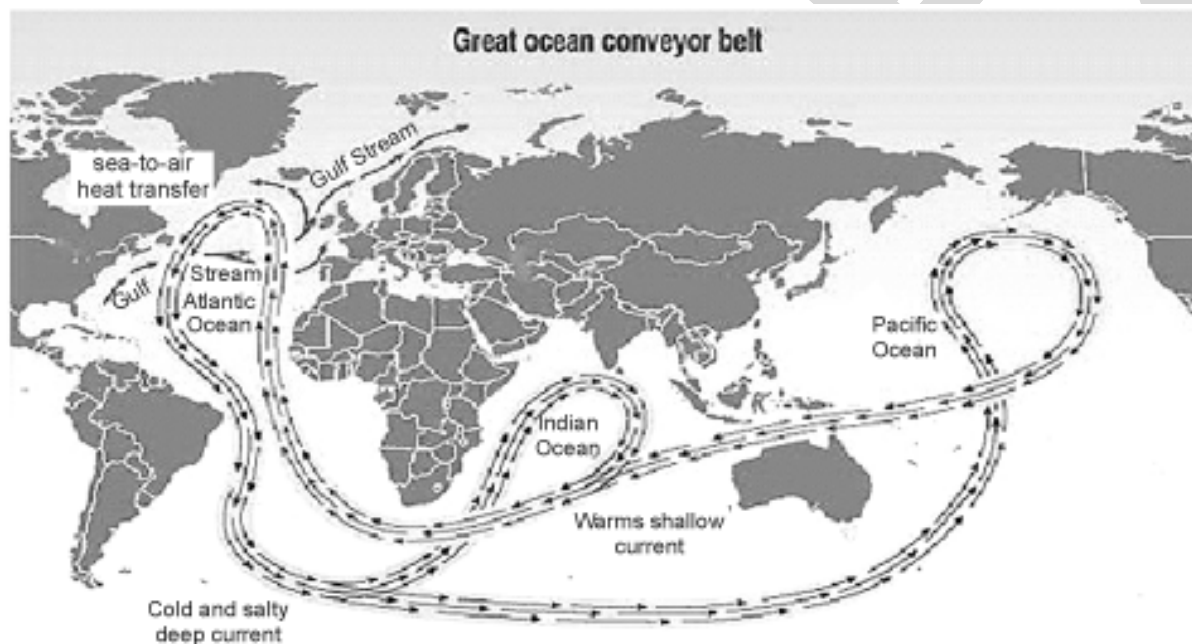 Great ocean conveyor belt
sea-to-air
heat transfer
Gulf Stream
Gulf
Stream
Atlantic
Ocean
Pacific
Ocean
Indian
Ocean
Warms shallow
current
Cold and salty
deep current